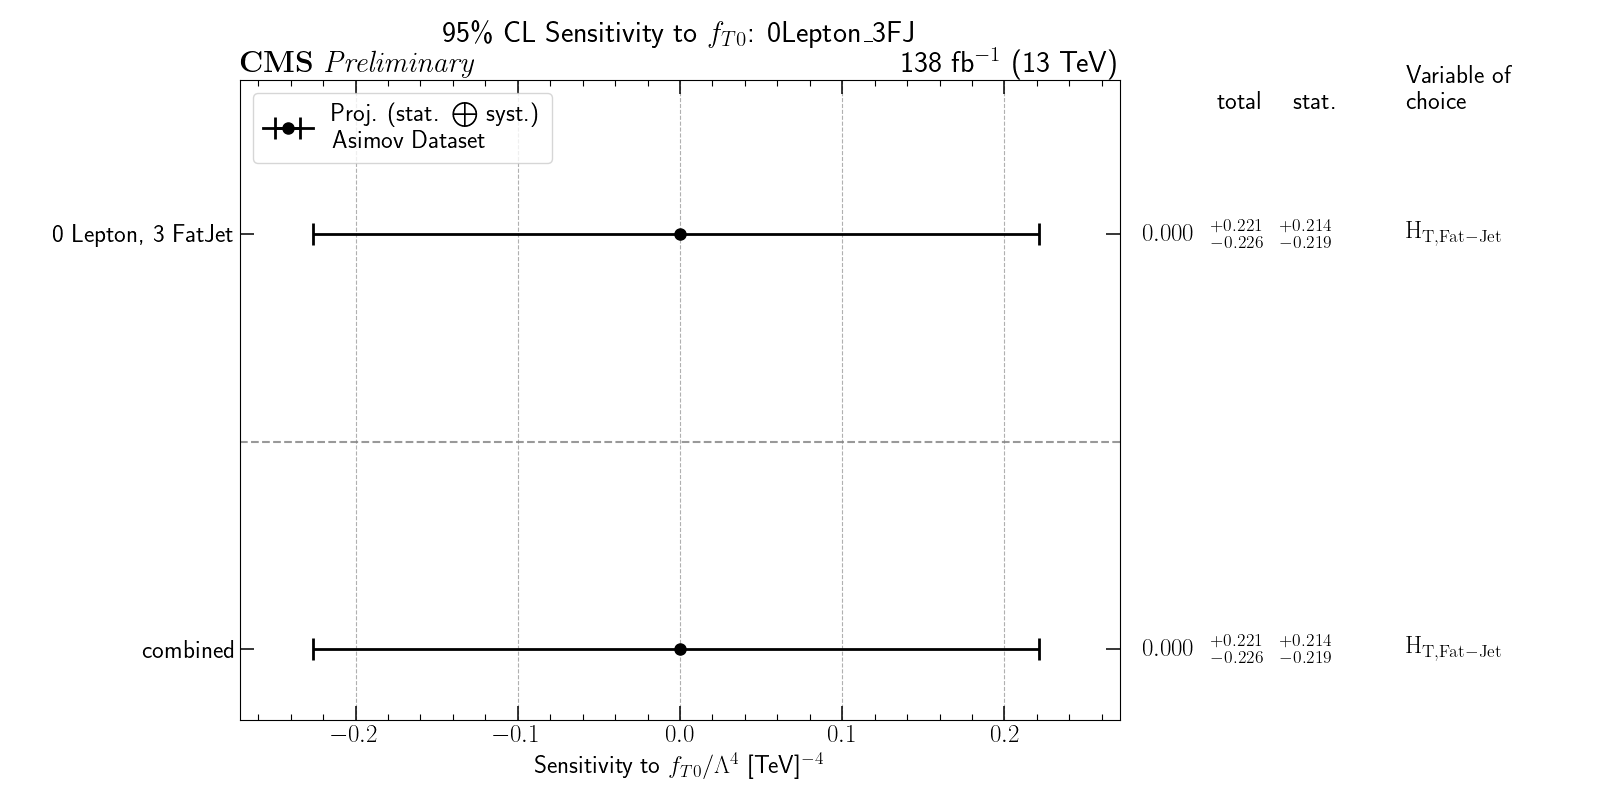 95% CL Sensitivity to f_{T0}: 0Lepton_3FJ
CMS Preliminary
138 fb^{-1} (13 TeV)
Variable of
choice
total
stat.
Proj. (stat. ⊕ syst.)
Asimov Dataset
0 Lepton, 3 FatJet
0.000 +0.221 −0.226 +0.214 −0.219 H_{T,Fat−Jet}
combined
0.000 +0.221 −0.226 +0.214 −0.219 H_{T,Fat−Jet}
−0.2 −0.1 0.0 0.1 0.2
Sensitivity to f_{T0}/Λ^4 [TeV]^{-4}